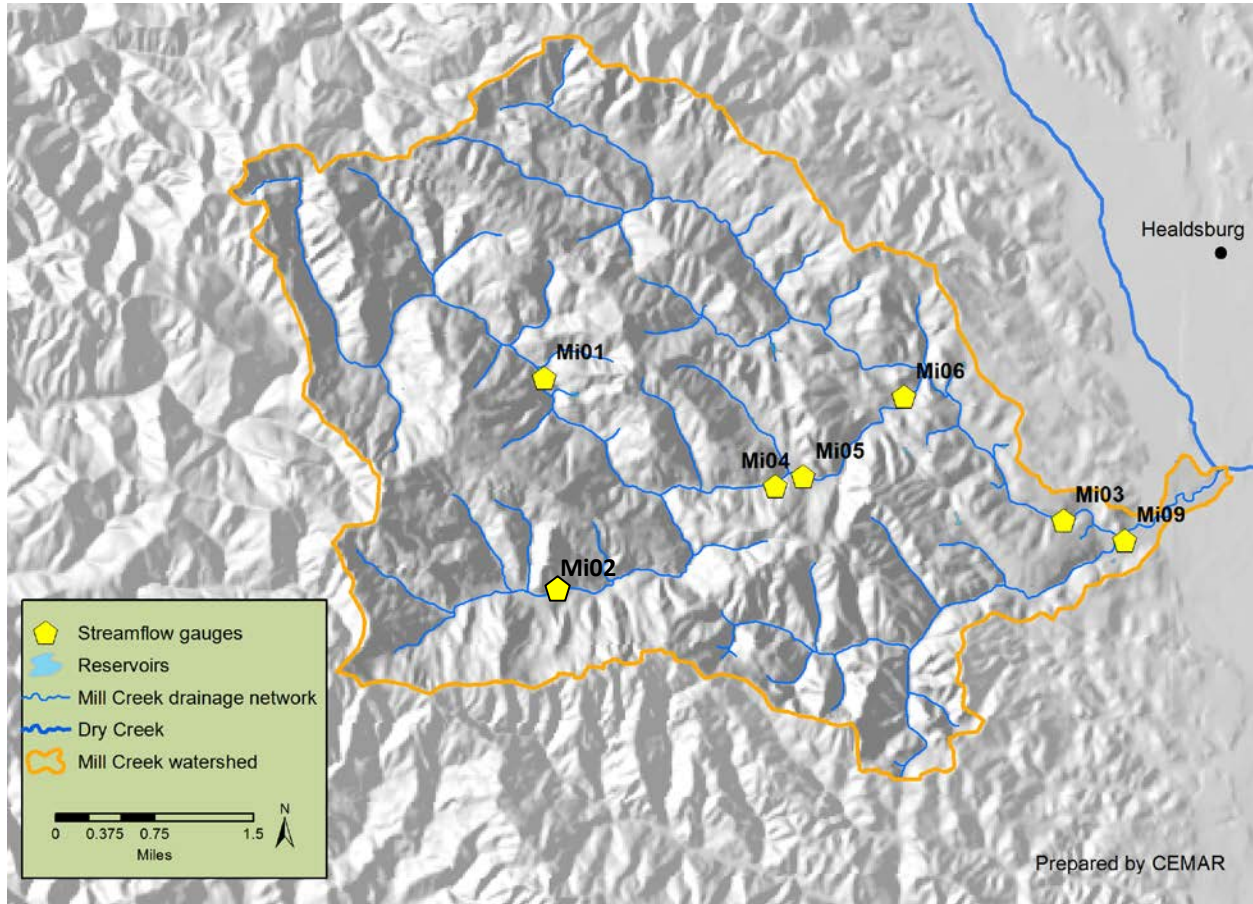 Healdsburg
Mi01
Mi06
Mi04
Mi05
Mi03
Mi09
Mi02
Streamflow gauges
Reservoirs
Mill Creek drainage network
Dry Creek
Mill Creek watershed
N
0 0.375 0.75 1.5
Miles
Prepared by CEMAR